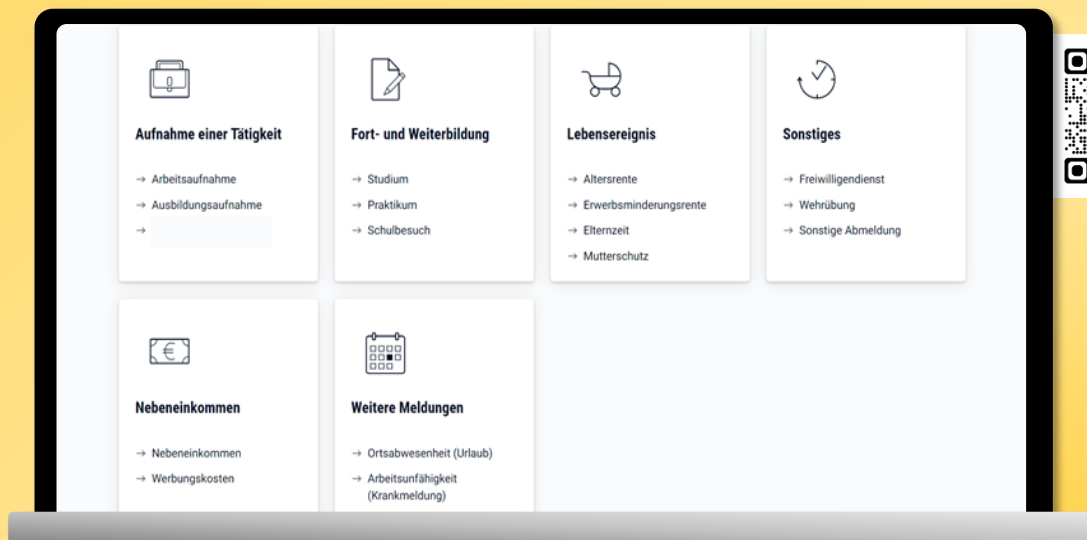 Aufnahme einer Tätigkeit
→ Arbeitsaufnahme
→ Ausbildungsaufnahme
→
Fort- und Weiterbildung
→ Studium
→ Praktikum
→ Schulbesuch
Lebensereignis
→ Altersrente
→ Erwerbsminderungsrente
→ Elternzeit
→ Mutterschutz
Sonstiges
→ Freiwilligendienst
→ Wehrübung
→ Sonstige Abmeldung
Nebeneinkommen
→ Nebeneinkommen
→ Werbungskosten
Weitere Meldungen
→ Ortsabwesenheit (Urlaub)
→ Arbeitsunfähigkeit
(Krankmeldung)